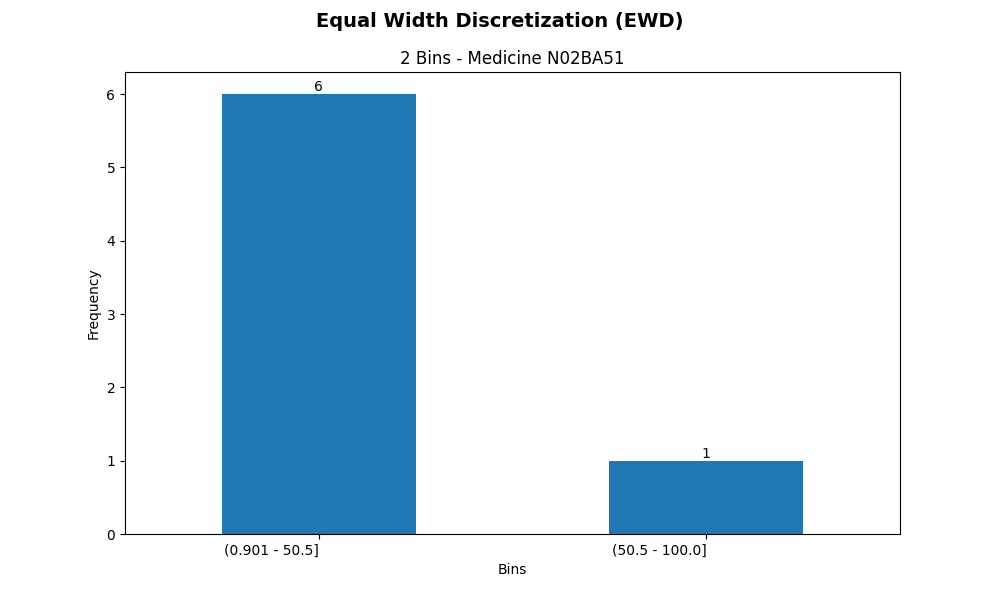 Equal Width Discretization (EWD)
2 Bins - Medicine N02BA51
6
1
Frequency
6
5
4
3
2
1
0
(0.901 - 50.5]
(50.5 - 100.0]
Bins